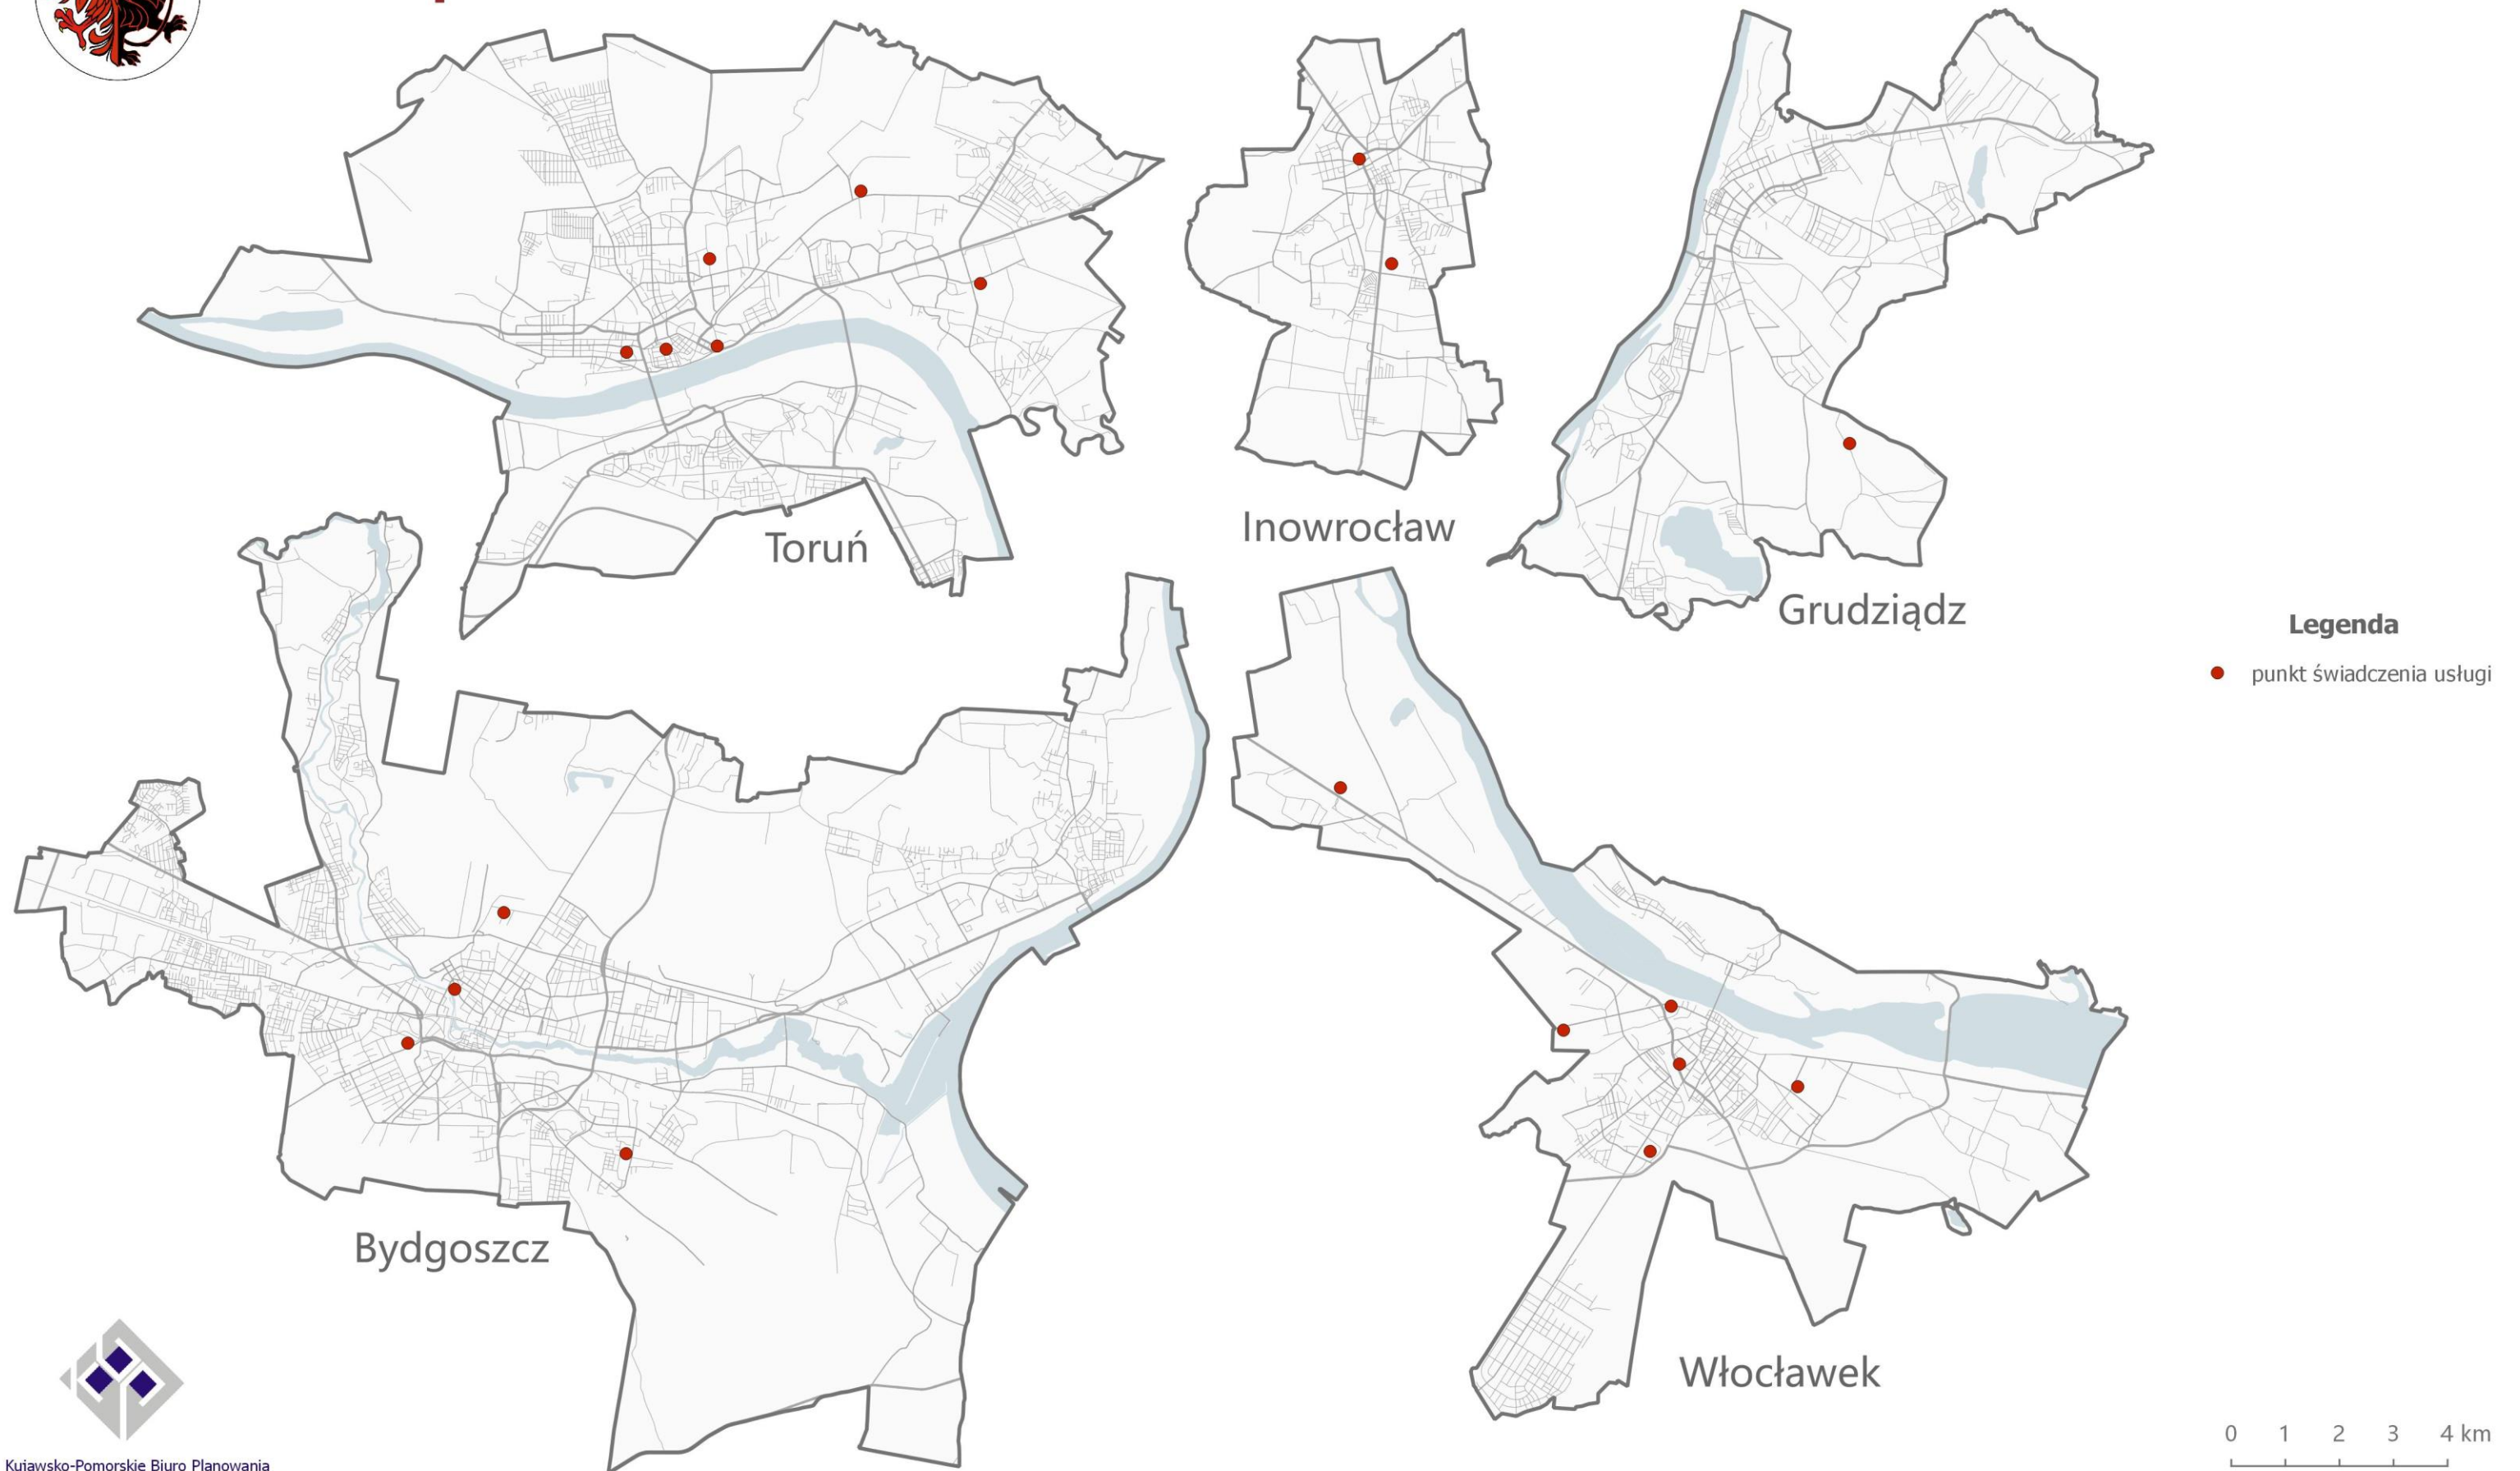 Toruń
Inowrocław
Grudziądz
Legenda
punkt świadczenia usługi
Bydgoszcz
Włocławek
0 1 2 3 4 km
Kujawsko-Pomorskie Biuro Planowania